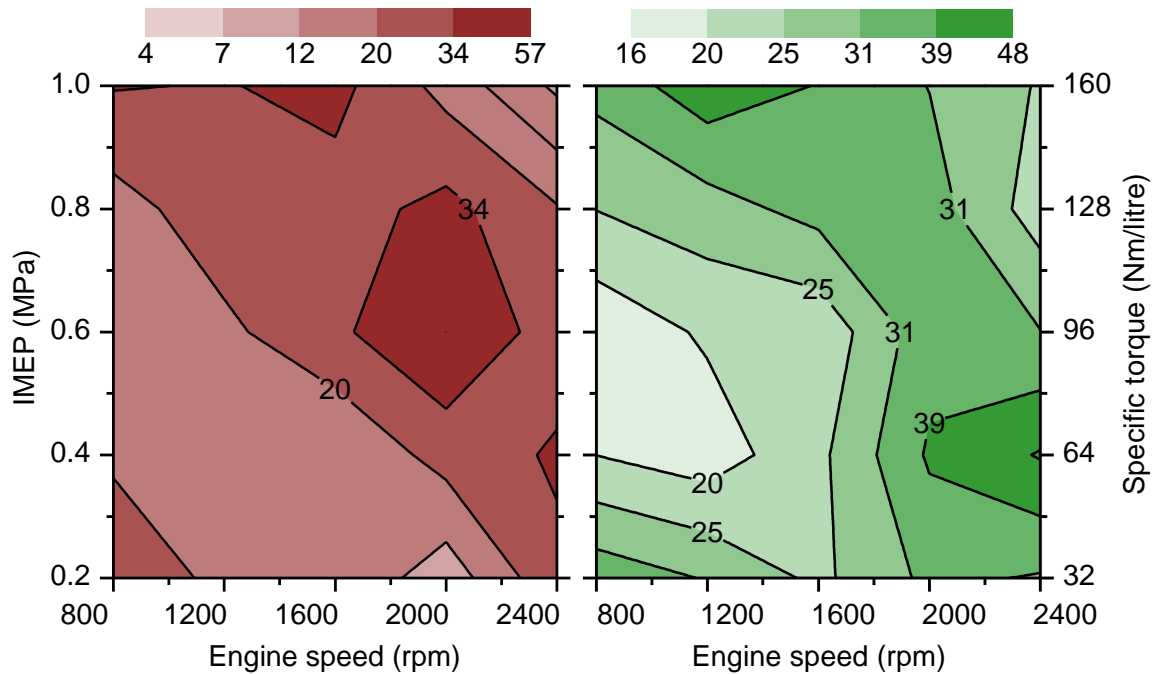 4 7 12 20 34 57
16 20 25 31 39 48
1.0
0.8
0.6
0.4
0.2
IMEP (MPa)
34
20
800 1200 1600 2000 2400
Engine speed (rpm)
31
25
31
39
20
25
160
128
96
64
32
Specific torque (Nm/litre)
800 1200 1600 2000 2400
Engine speed (rpm)